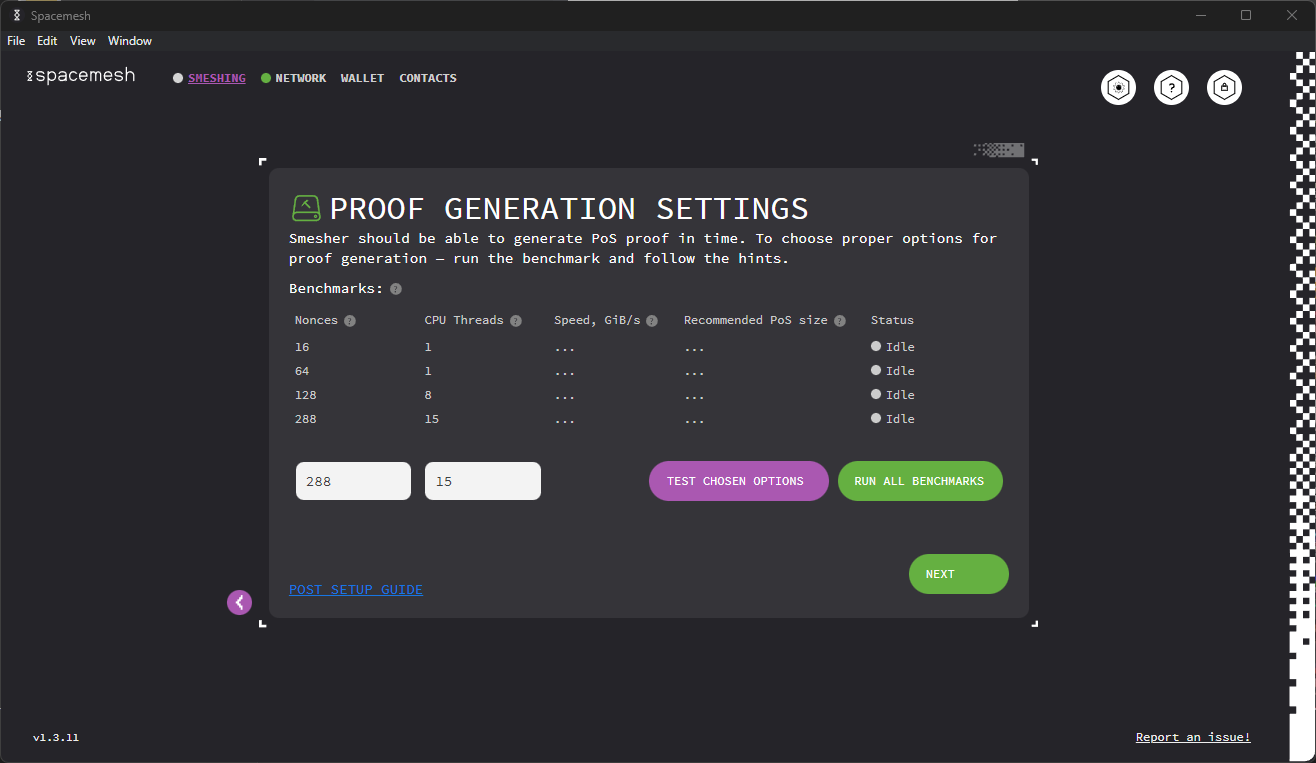 Spacemesh
File Edit View Window
spacemesh
SMESHING NETWORK WALLET CONTACTS
?
PROOF GENERATION SETTINGS
Smesher should be able to generate PoS proof in time. To choose proper options for
proof generation — run the benchmark and follow the hints.
Benchmarks: ?
Nonces ? CPU Threads ? Speed, GiB/s ? Recommended PoS size ? Status
16 1 ... ... Idle
64 1 ... ... Idle
128 8 ... ... Idle
288 15 ... ... Idle
288 15 TEST CHOSEN OPTIONS RUN ALL BENCHMARKS
NEXT
POST SETUP GUIDE
v1.3.11 Report an issue!